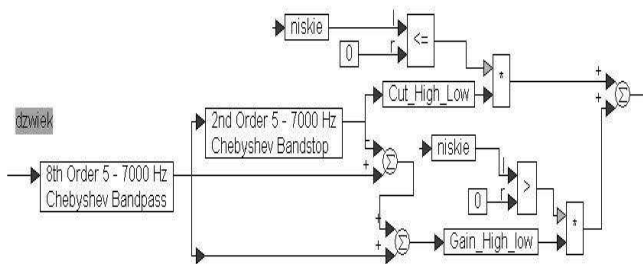 niskie
l
<=
r
0
*
+
+
Σ
Cut_High_Low
dzwiek
2nd Order 5 - 7000 Hz
Chebyshev Bandstop
-
+
Σ
niskie
l
>
r
0
*
8th Order 5 - 7000 Hz
Chebyshev Bandpass
+
+
Σ
Gain_High_low